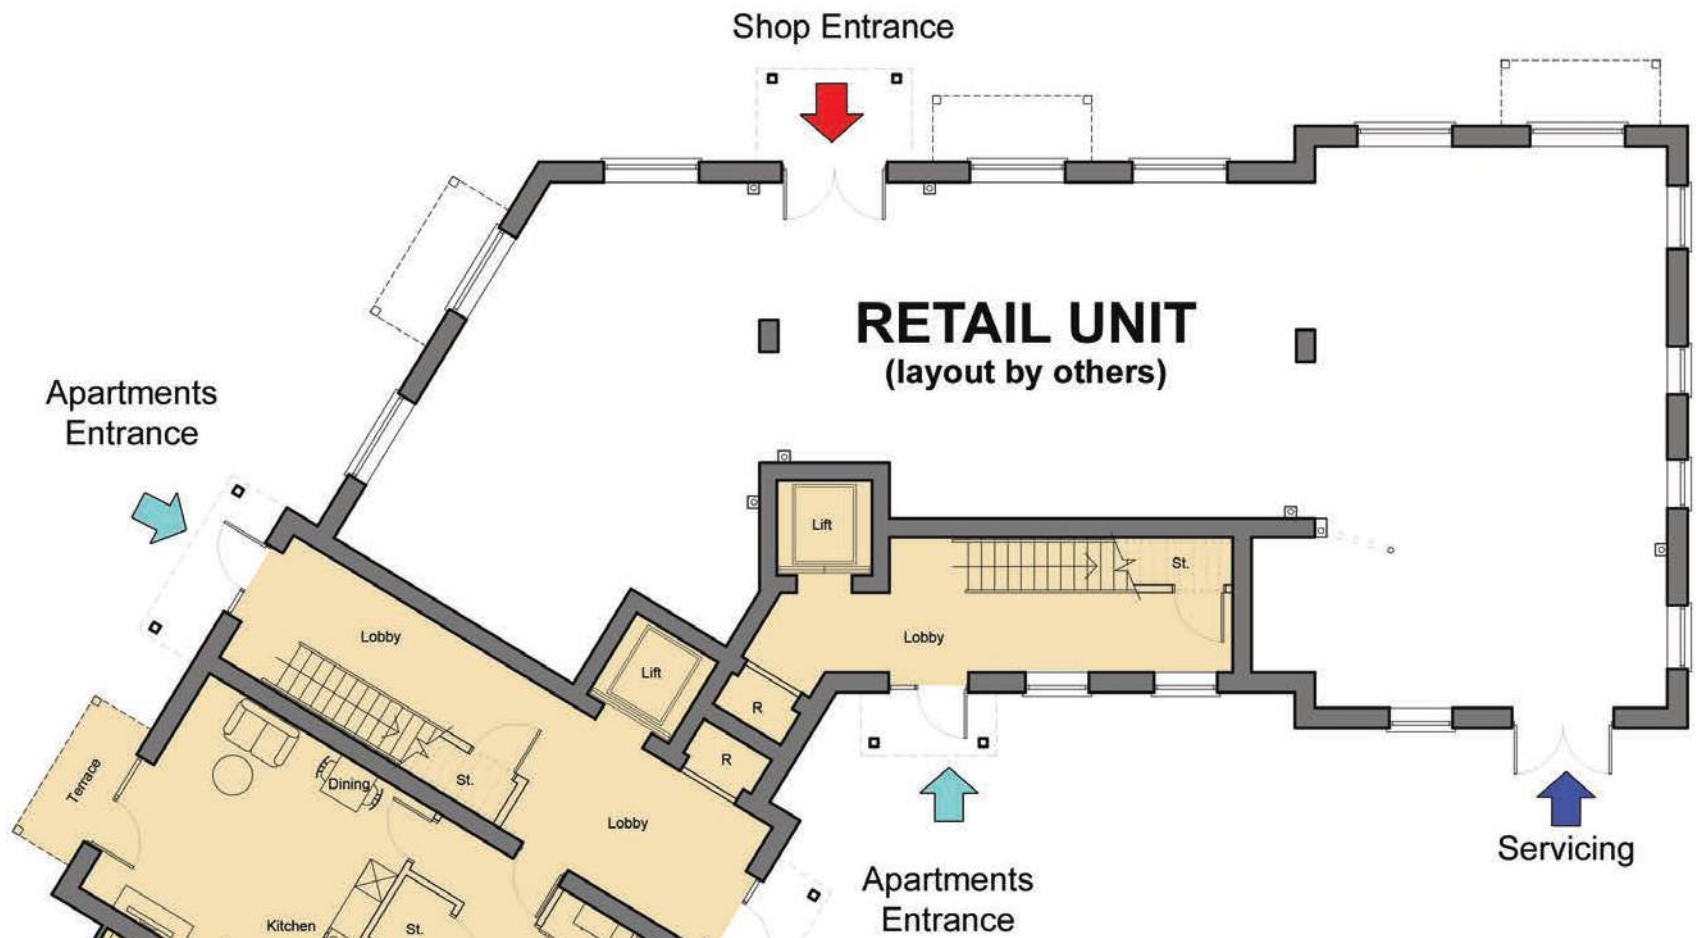 Shop Entrance
RETAIL UNIT
(layout by others)
Apartments
Entrance
Lift
St.
Lobby
Lobby
Lift
R
R
Terrace
Dining
St.
Lobby
Kitchen
St.
Apartments
Entrance
Servicing